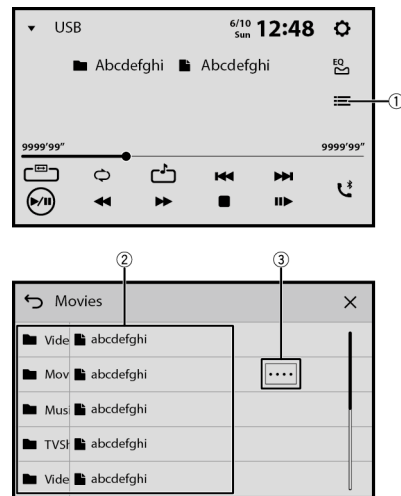 USB 6/10 Sun 12:48
Abcdefghi Abcdefghi EQ
①
9999'99" 9999'99"
② ③
Movies
Vide abcdefghi
Mov abcdefghi
Mus abcdefghi
TVSh abcdefghi
Vide abcdefghi